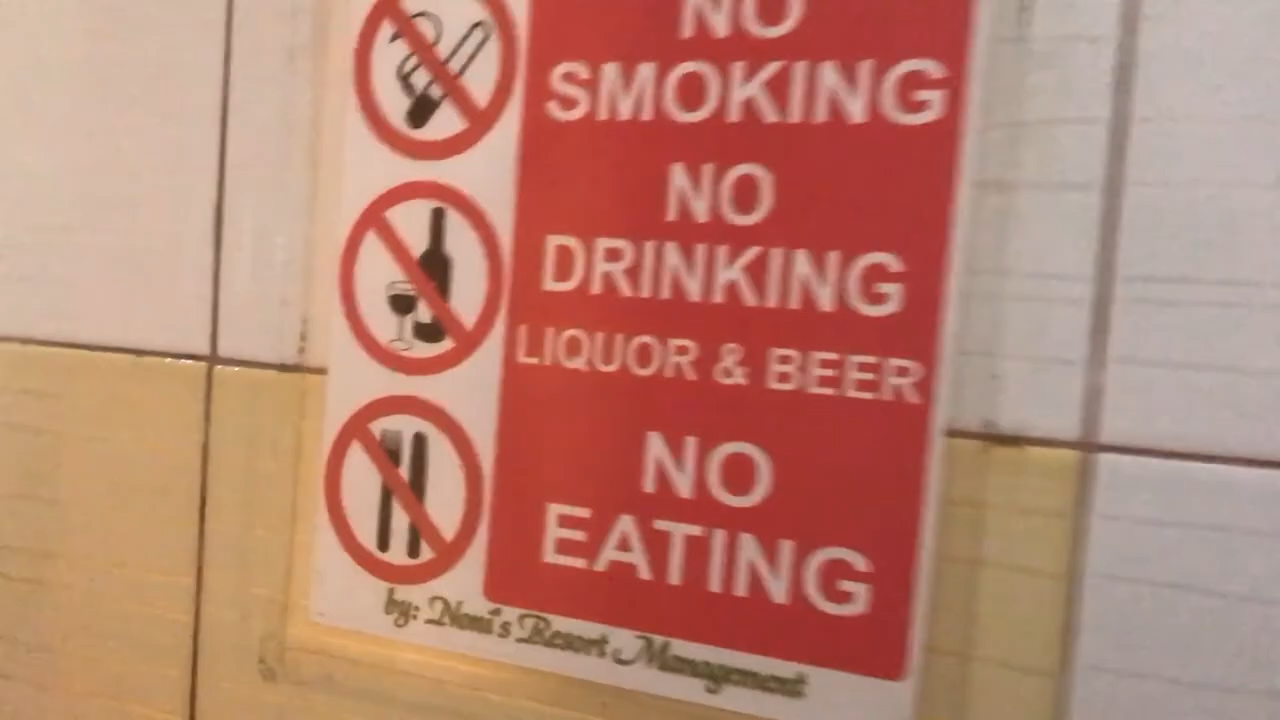 NO
SMOKING
NO
DRINKING
LIQUOR & BEER
NO
EATING
by: Noni's Resort Management